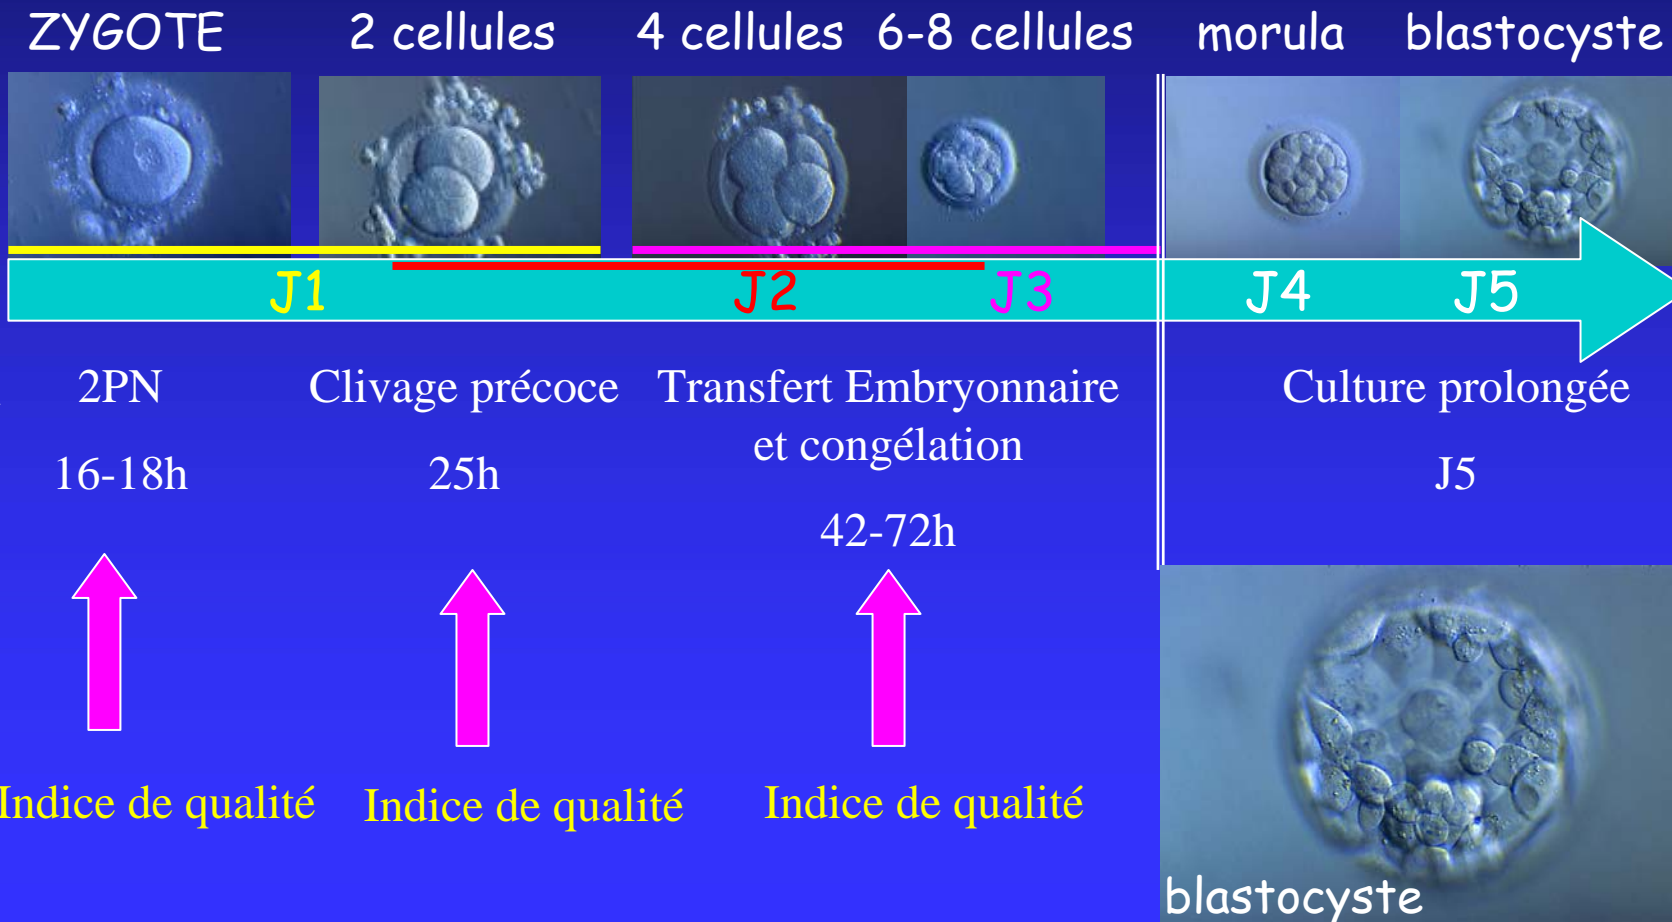 ZYGOTE
2 cellules
4 cellules
6-8 cellules
morula
blastocyste
J1
J2
J3
J4
J5
2PN
16-18h
Clivage précoce
25h
Transfert Embryonnaire
et congélation
42-72h
Culture prolongée
J5
Indice de qualité
Indice de qualité
Indice de qualité
blastocyste